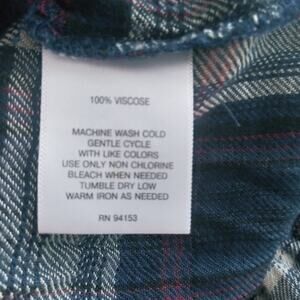 100% VISCOSE
MACHINE WASH COLD
GENTLE CYCLE
WITH LIKE COLORS
USE ONLY NON CHLORINE
BLEACH WHEN NEEDED
TUMBLE DRY LOW
WARM IRON AS NEEDED
RN 94153